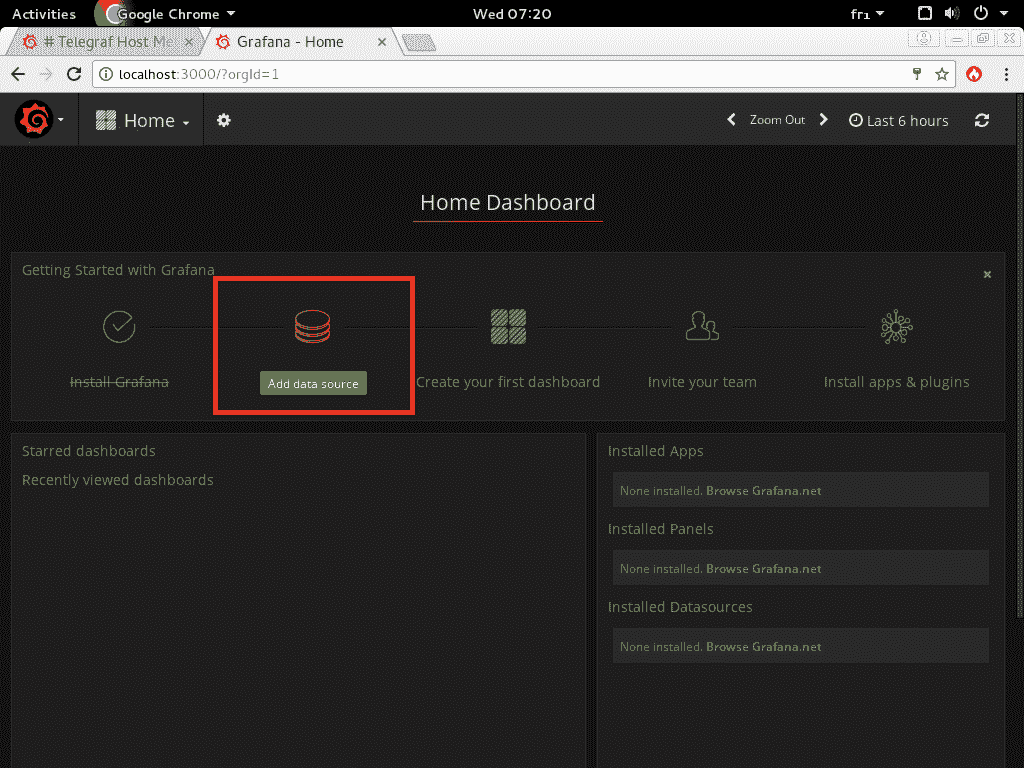 Activities Google Chrome Wed 07:20 fr1
# Telegraf Host Me Grafana - Home
localhost:3000/?orgId=1
Home Zoom Out Last 6 hours
Home Dashboard
Getting Started with Grafana
Install Grafana Add data source Create your first dashboard Invite your team Install apps & plugins
Starred dashboards
Recently viewed dashboards
Installed Apps
None installed. Browse Grafana.net
Installed Panels
None installed. Browse Grafana.net
Installed Datasources
None installed. Browse Grafana.net